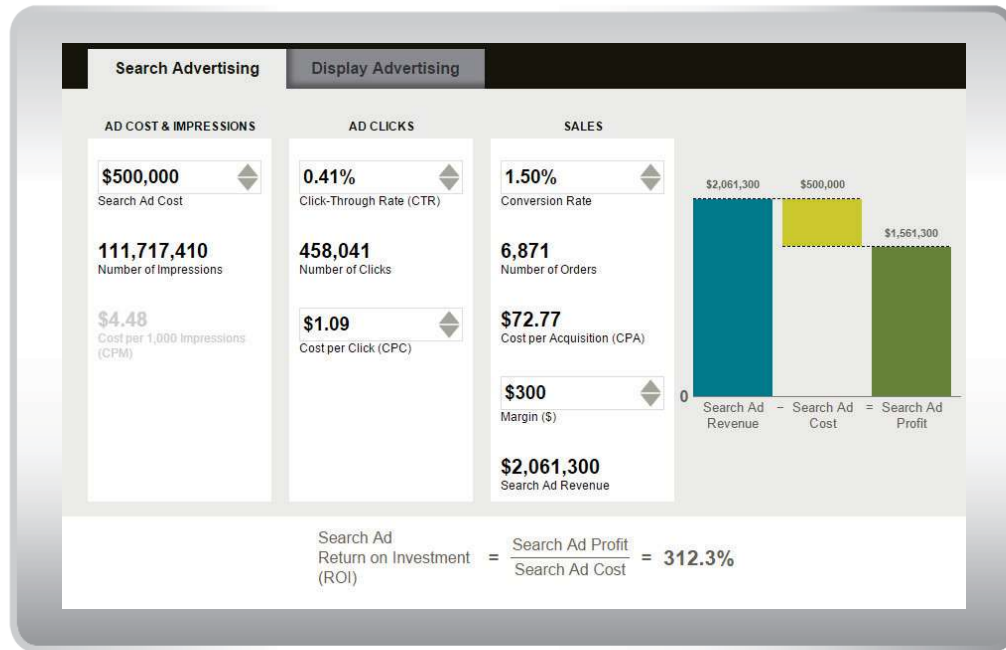 Search Advertising
Display Advertising
AD COST & IMPRESSIONS
$500,000
Search Ad Cost
111,717,410
Number of Impressions
$4.48
Cost per 1,000 Impressions
(CPM)
AD CLICKS
0.41%
Click-Through Rate (CTR)
458,041
Number of Clicks
$1.09
Cost per Click (CPC)
SALES
1.50%
Conversion Rate
6,871
Number of Orders
$72.77
Cost per Acquisition (CPA)
$300
Margin ($)
$2,061,300
Search Ad Revenue
$2,061,300
$500,000
$1,561,300
0
Search Ad
Revenue
–
Search Ad
Cost
=
Search Ad
Profit
Search Ad
Return on Investment
(ROI)
=
Search Ad Profit
Search Ad Cost
= 312.3%